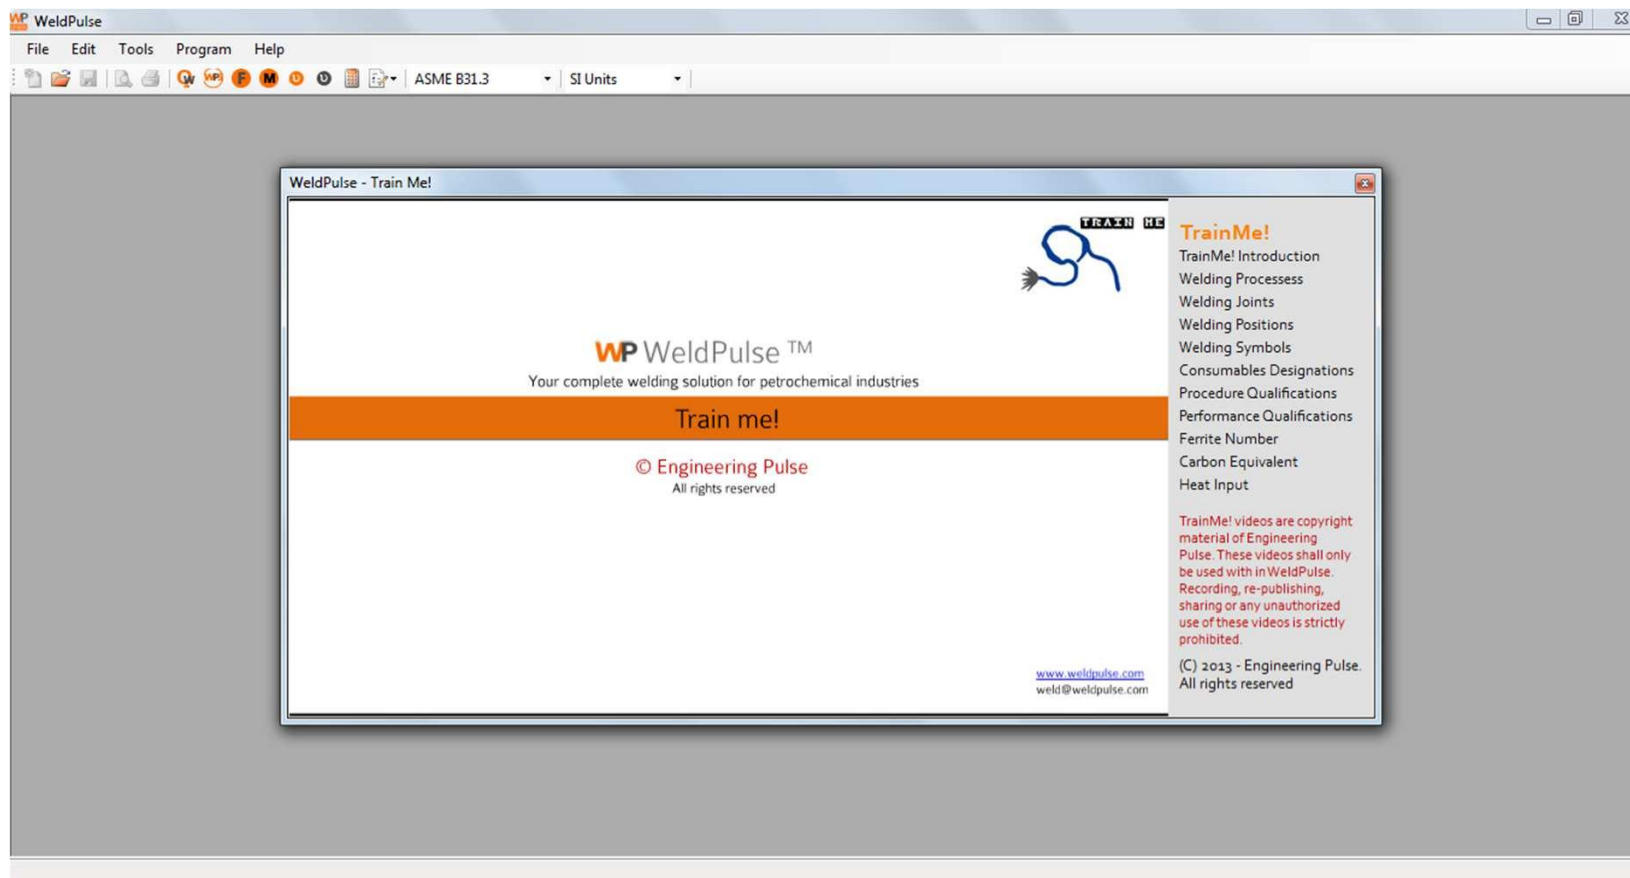 WP WeldPulse
File Edit Tools Program Help
ASME B31.3 SI Units
WeldPulse - Train Me!
TRAIN ME
WP WeldPulse ™
Your complete welding solution for petrochemical industries
Train me!
© Engineering Pulse
All rights reserved
www.weldpulse.com
weld@weldpulse.com
TrainMe!
TrainMe! Introduction
Welding Processess
Welding Joints
Welding Positions
Welding Symbols
Consumables Designations
Procedure Qualifications
Performance Qualifications
Ferrite Number
Carbon Equivalent
Heat Input
TrainMe! videos are copyright
material of Engineering
Pulse. These videos shall only
be used with in WeldPulse.
Recording, re-publishing,
sharing or any unauthorized
use of these videos is strictly
prohibited.
(C) 2013 - Engineering Pulse.
All rights reserved